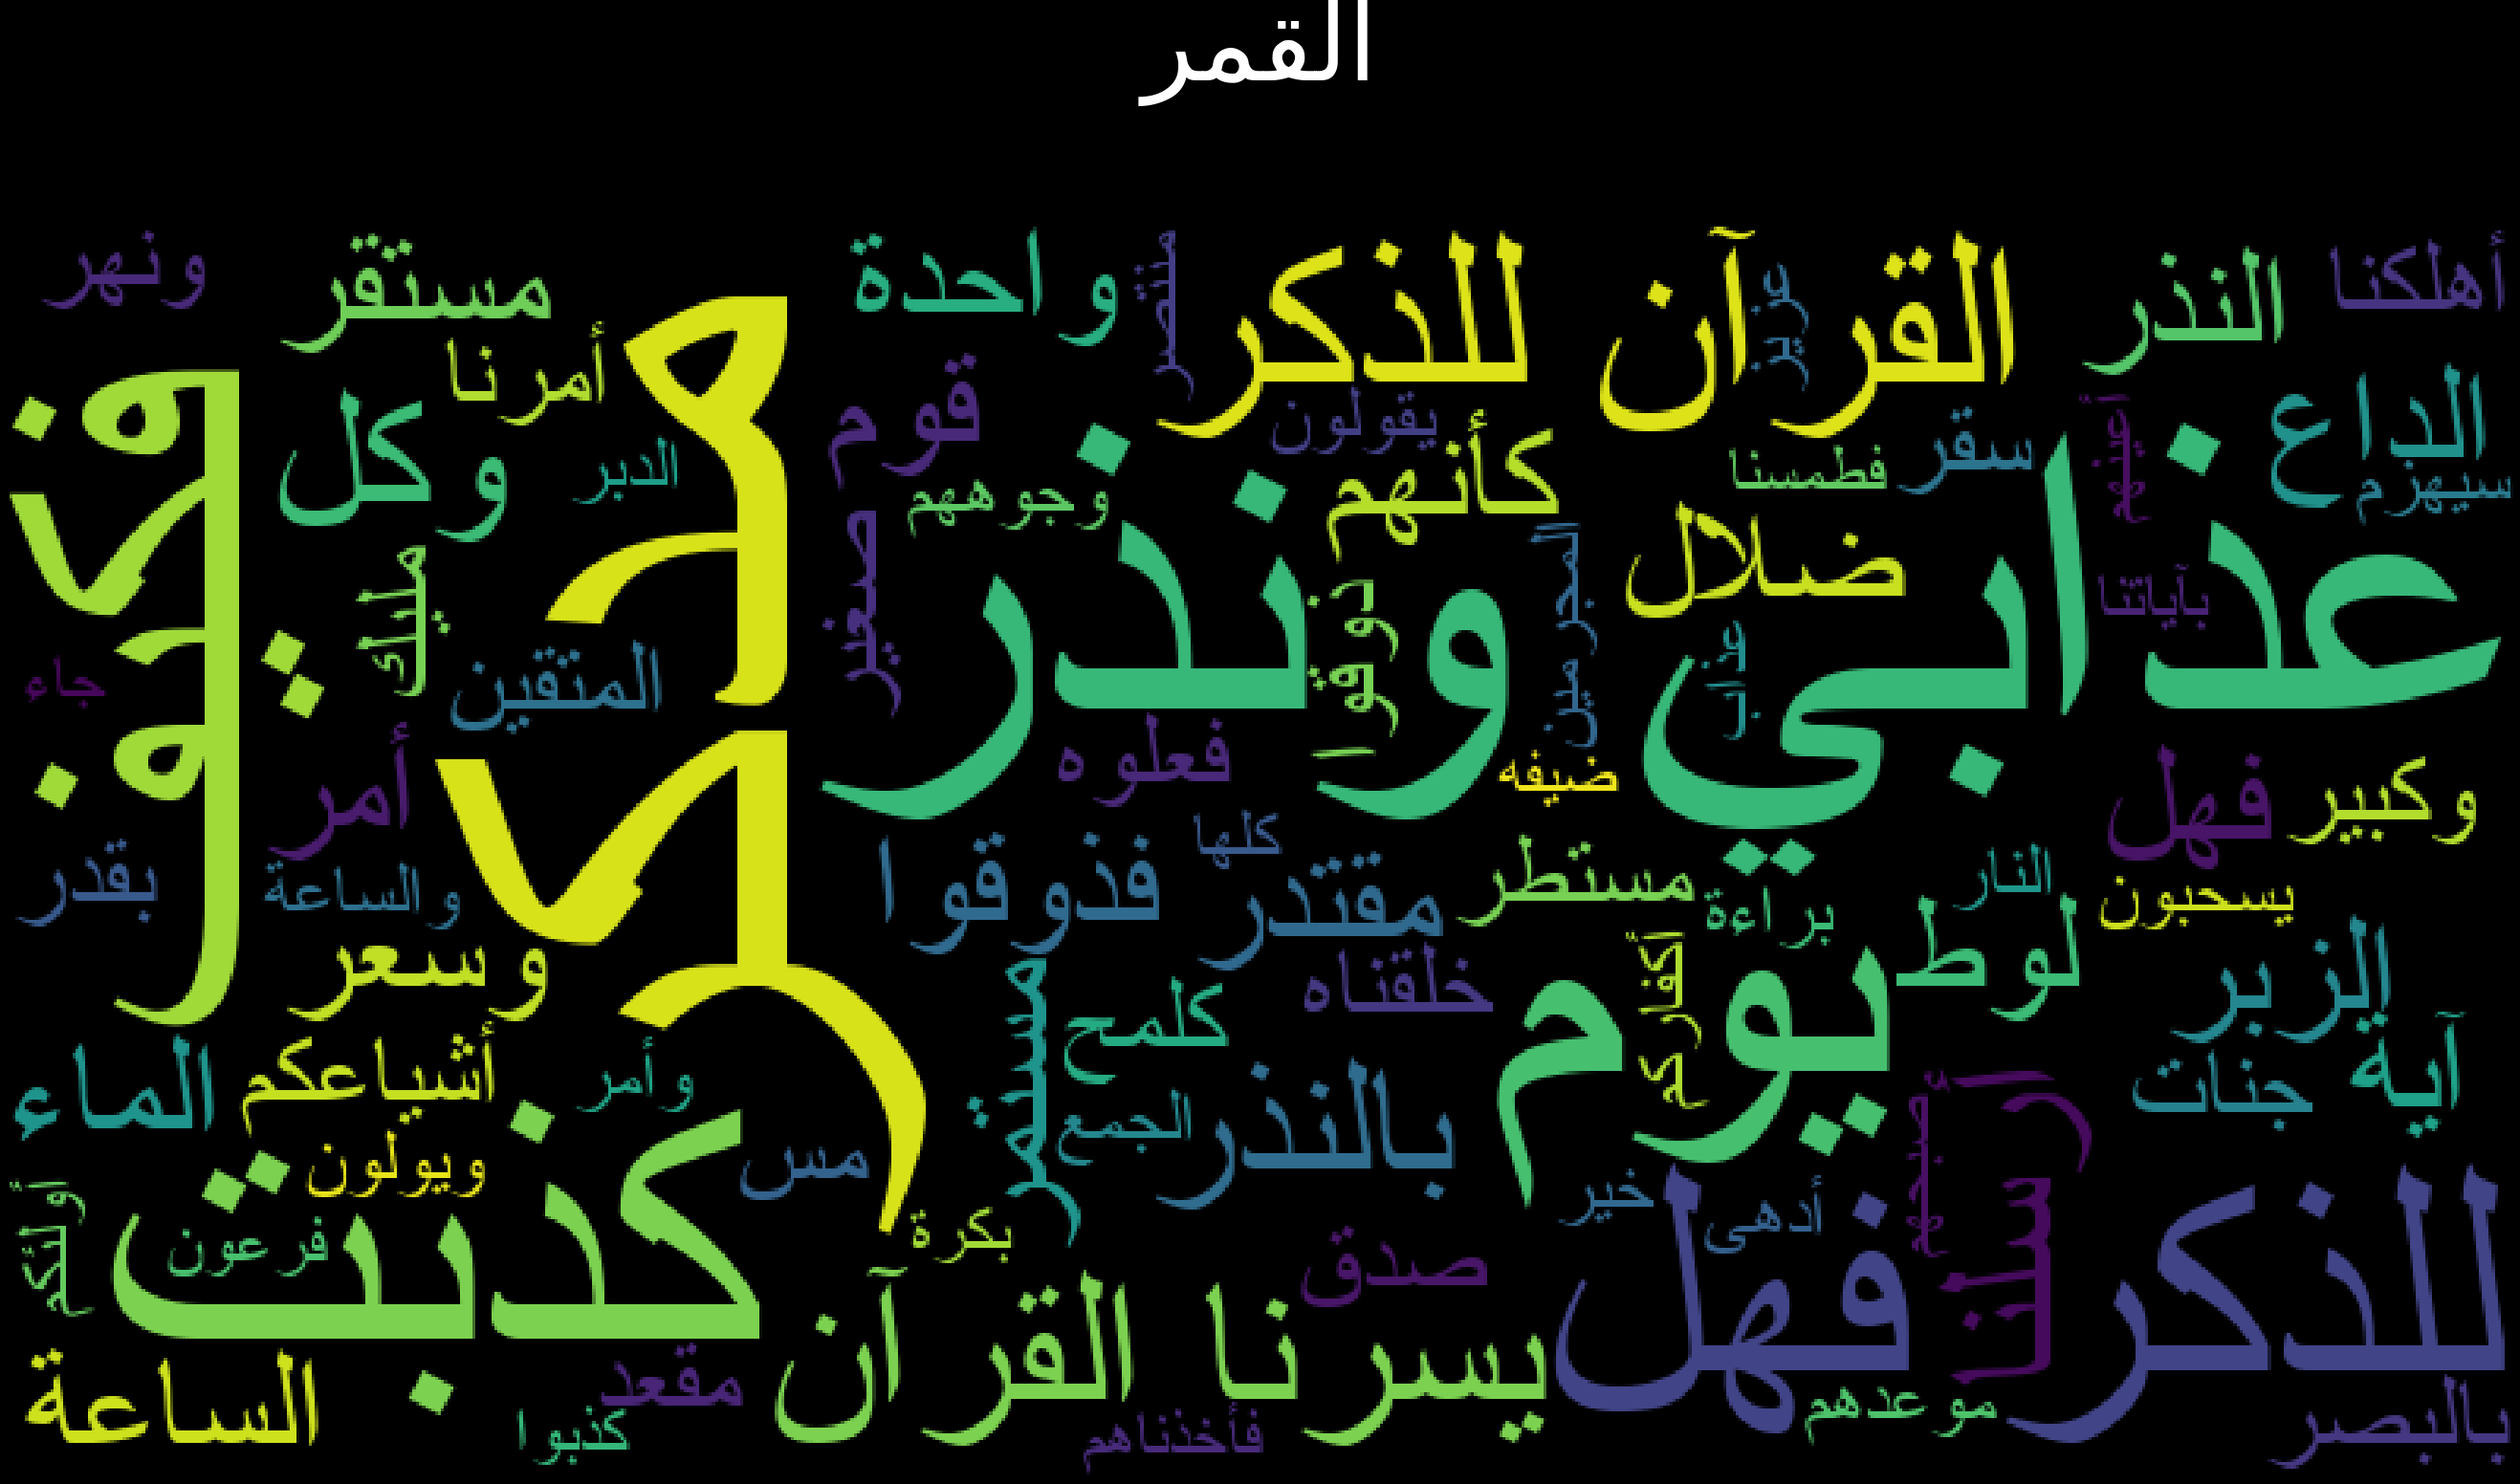 القمر
أهلكنا
النذر
القرآن
عزيز
للذكر
منتصر
واحدة
مستقر
ونهر
الداع
سيهزم
أعينهم
سقر
فطمسنا
يقولون
كأنهم
قوم
وجوههم
أمرنا
وكل
الدبر
مدكر
فكيف
عذابي ونذر
ضلال
بآياتنا
المجرمين
عذاب
ذوقوا
صغير
مليك
المتقين
جاء
ضيفه
فعلوه
أمر
وكبير
فهل
النار
يسحبون
مستطر
براءة
كلها
مقتدر
فذوقوا
والساعة
بقدر
وسعر
لوط
الزبر
يوم
أكفاركم
خلقناه
كلمح
مستمر
الجمع
بالنذر
آية
جنات
أرسلنا
صبحهم
الماء
أشياعكم
وأمر
ويولون
مس
كذبت
فرعون
أولئكم
بكرة
خير
أدهى
صدق
للذكر فهل
يسرنا القرآن
مقعد
الساعة
كذبوا
فأخذناهم
موعدهم
بالبصر